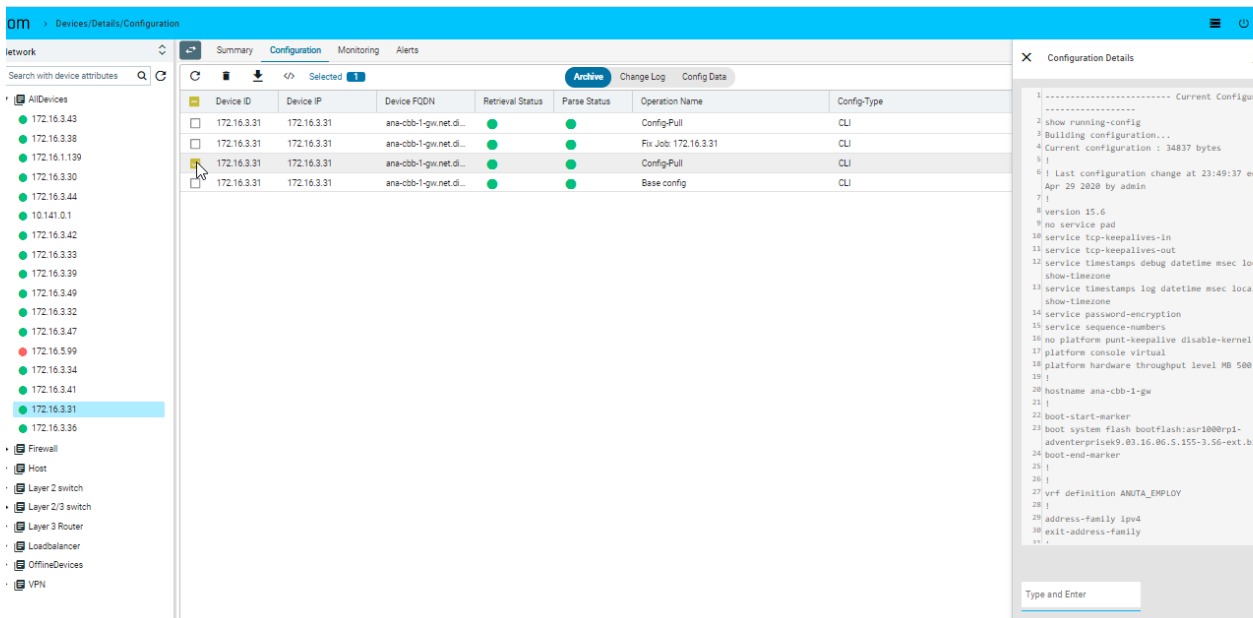 om > Devices/Details/Configuration
Network
Search with device attributes
AllDevices
172.16.3.43
172.16.3.38
172.16.1.139
172.16.3.30
172.16.3.44
10.141.0.1
172.16.3.42
172.16.3.33
172.16.3.39
172.16.3.49
172.16.3.32
172.16.3.47
172.16.5.99
172.16.3.34
172.16.3.41
172.16.3.31
172.16.3.36
Firewall
Host
Layer 2 switch
Layer 2/3 switch
Layer 3 Router
Loadbalancer
OfflineDevices
VPN
Summary Configuration Monitoring Alerts
</> Selected 1 Archive Change Log Config Data
Device ID Device IP Device FQDN Retrieval Status Parse Status Operation Name Config-Type
172.16.3.31 172.16.3.31 ana-cbb-1-gw.net.di... Config-Pull CLI
172.16.3.31 172.16.3.31 ana-cbb-1-gw.net.di... Fix Job: 172.16.3.31 CLI
172.16.3.31 172.16.3.31 ana-cbb-1-gw.net.di... Config-Pull CLI
172.16.3.31 172.16.3.31 ana-cbb-1-gw.net.di... Base config CLI
X Configuration Details
1 ------------------------ Current Configu
-----------------
2 show running-config
3 Building configuration...
4 Current configuration : 34837 bytes
5 !
6 ! Last configuration change at 23:49:37 e
Apr 29 2020 by admin
7 !
8 version 15.6
9 no service pad
10 service tcp-keepalives-in
11 service tcp-keepalives-out
12 service timestamps debug datetime msec lo
show-timezone
13 service timestamps log datetime msec loca
show-timezone
14 service password-encryption
15 service sequence-numbers
16 no platform punt-keepalive disable-kernel
17 platform console virtual
18 platform hardware throughput level MB 500
19 !
20 hostname ana-cbb-1-gw
21 !
22 boot-start-marker
23 boot system flash bootflash:asr1000rp1-
adventerprisek9.03.16.06.S.155-3.S6-ext.b
24 boot-end-marker
25 !
26 !
27 vrf definition ANUTA_EMPLOY
28 !
29 address-family ipv4
30 exit-address-family
31 !
Type and Enter